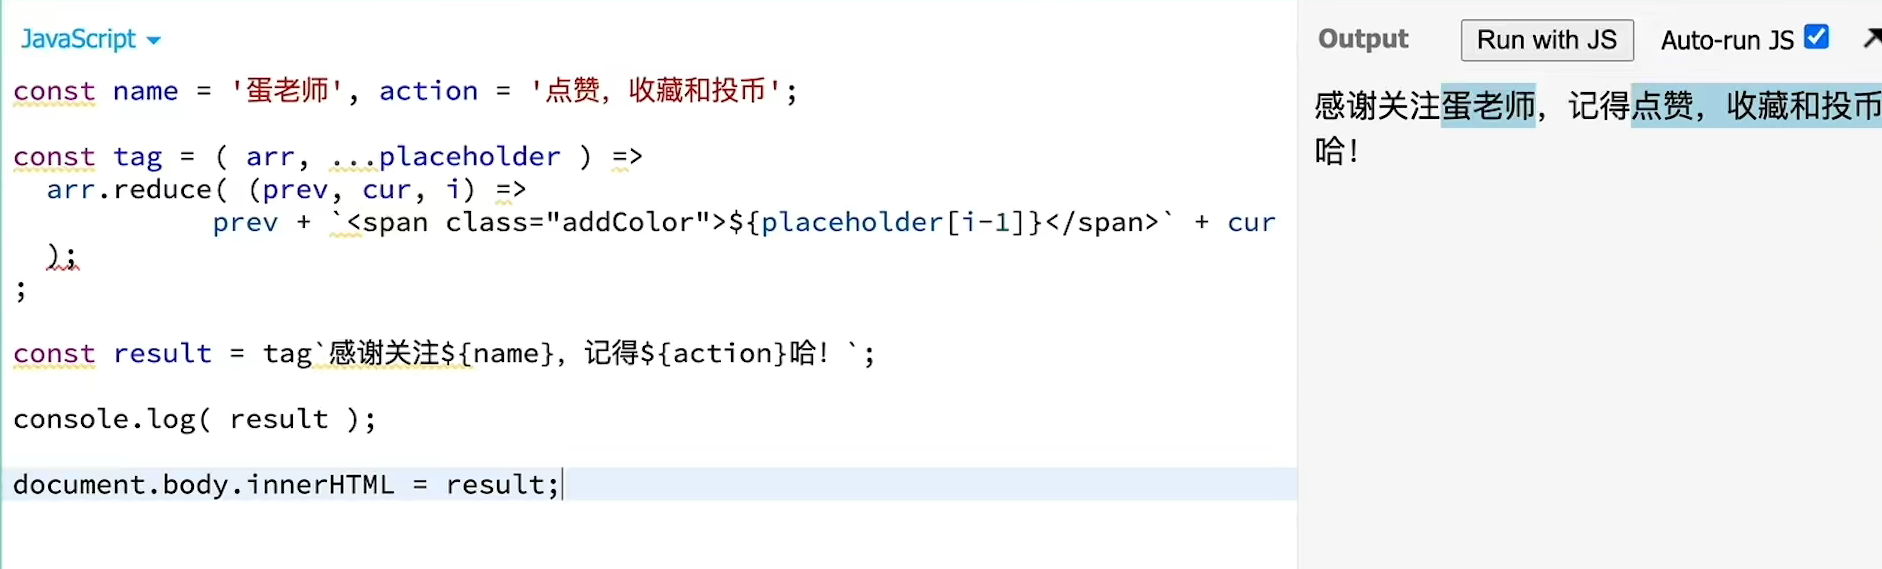 JavaScript
const name = '蛋老师', action = '点赞，收藏和投币';
const tag = ( arr, ...placeholder ) =>
arr.reduce( (prev, cur, i) =>
prev + `<span class="addColor">${placeholder[i-1]}</span>` + cur
);
;
const result = tag`感谢关注${name}，记得${action}哈！`;
console.log( result );
document.body.innerHTML = result;
Output
Run with JS
Auto-run JS
感谢关注蛋老师，记得点赞，收藏和投币
哈！